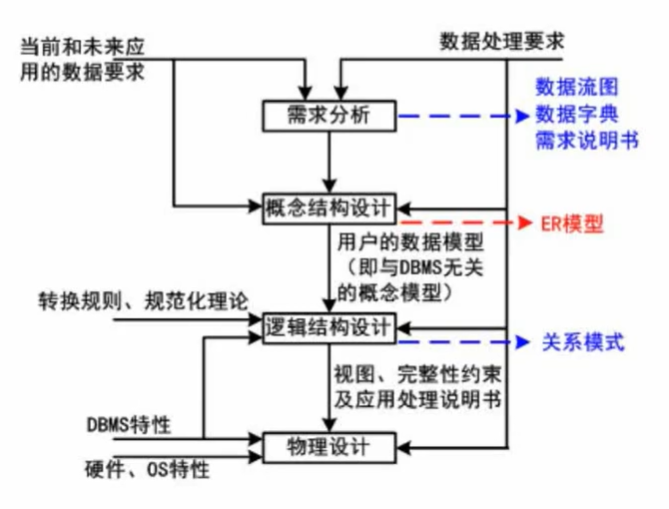 当前和未来应
用的数据要求
数据处理要求
数据流图
数据字典
需求说明书
需求分析
概念结构设计
ER模型
用户的数据模型
（即与DBMS无关
的概念模型）
转换规则、规范化理论
逻辑结构设计
关系模式
视图、完整性约束
及应用处理说明书
DBMS特性
物理设计
硬件、OS特性